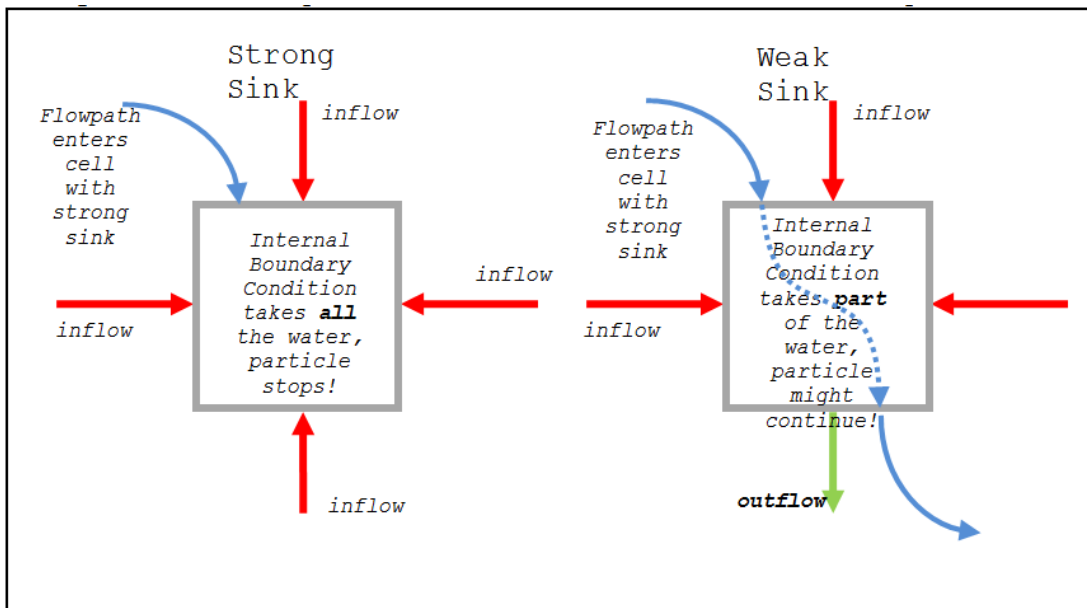 Strong
Sink
Flowpath
enters
cell
with
strong
sink
inflow
inflow
Internal
Boundary
Condition
takes all
the water,
particle
stops!
inflow
inflow
Weak
Sink
Flowpath
enters
cell
with
strong
sink
inflow
inflow
Internal
Boundary
Condition
takes part
of the
water,
particle
might
continue!
outflow